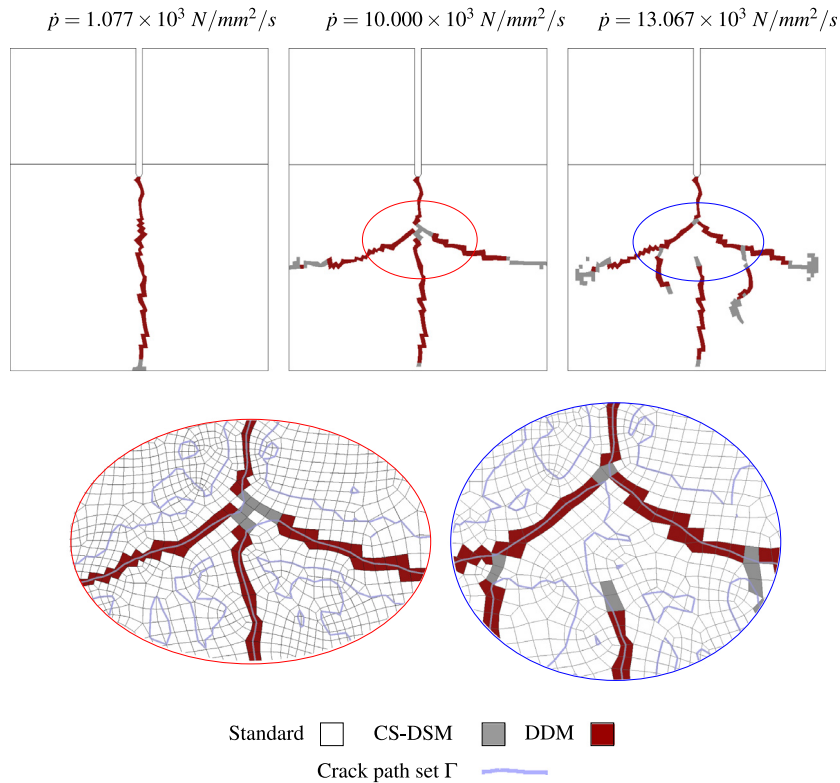 ṗ = 1.077 × 10³ N/mm²/s
ṗ = 10.000 × 10³ N/mm²/s
ṗ = 13.067 × 10³ N/mm²/s
Standard CS-DSM DDM
Crack path set Γ